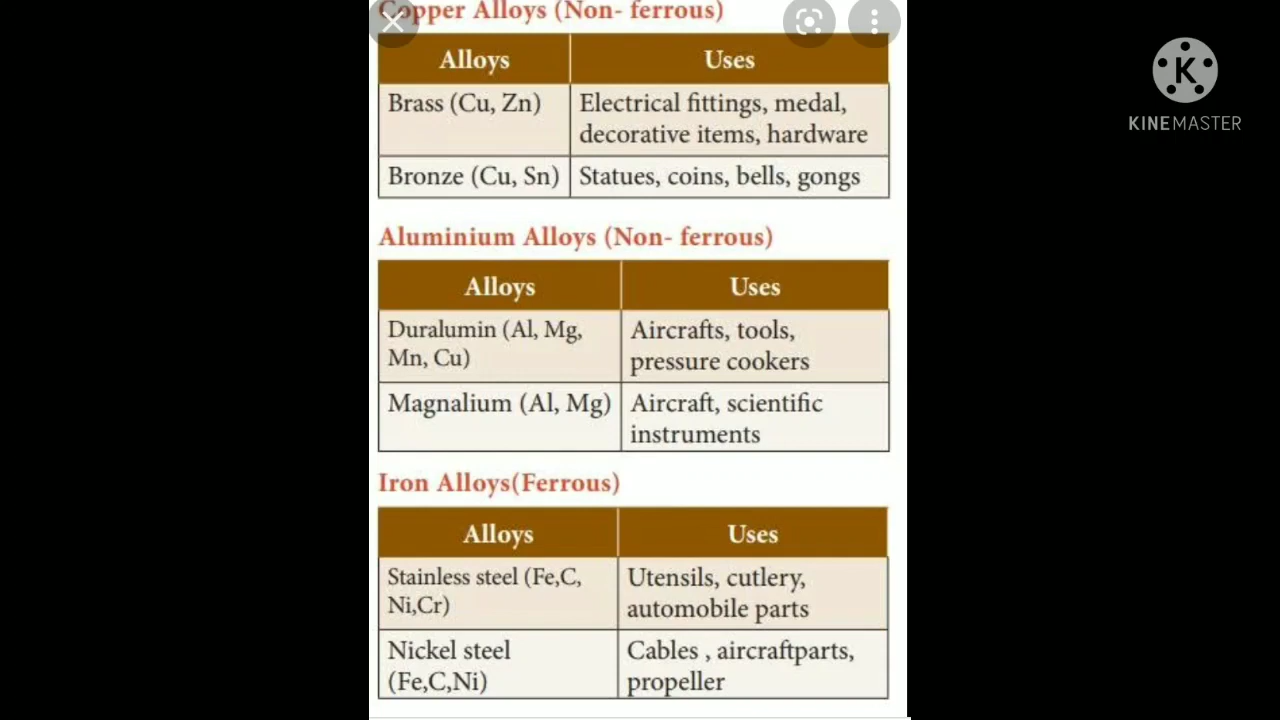 Copper Alloys (Non- ferrous)
Alloys Uses
Brass (Cu, Zn) Electrical fittings, medal,
decorative items, hardware
Bronze (Cu, Sn) Statues, coins, bells, gongs
Aluminium Alloys (Non- ferrous)
Alloys Uses
Duralumin (Al, Mg,
Mn, Cu)
Aircrafts, tools,
pressure cookers
Magnalium (Al, Mg) Aircraft, scientific
instruments
Iron Alloys(Ferrous)
Alloys Uses
Stainless steel (Fe,C,
Ni,Cr)
Utensils, cutlery,
automobile parts
Nickel steel
(Fe,C,Ni)
Cables , aircraftparts,
propeller
K
KINEMASTER